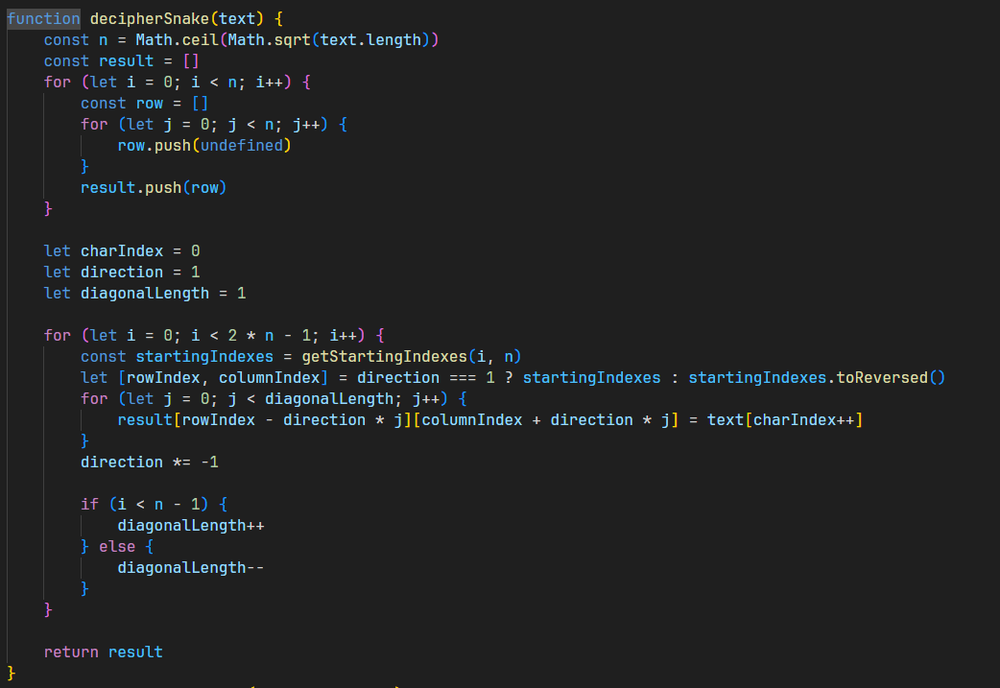 function decipherSnake(text) {
    const n = Math.ceil(Math.sqrt(text.length))
    const result = []
    for (let i = 0; i < n; i++) {
        const row = []
        for (let j = 0; j < n; j++) {
            row.push(undefined)
        }
        result.push(row)
    }

    let charIndex = 0
    let direction = 1
    let diagonalLength = 1

    for (let i = 0; i < 2 * n - 1; i++) {
        const startingIndexes = getStartingIndexes(i, n)
        let [rowIndex, columnIndex] = direction === 1 ? startingIndexes : startingIndexes.toReversed()
        for (let j = 0; j < diagonalLength; j++) {
            result[rowIndex - direction * j][columnIndex + direction * j] = text[charIndex++]
        }
        direction *= -1

        if (i < n - 1) {
            diagonalLength++
        } else {
            diagonalLength--
        }
    }

    return result
}